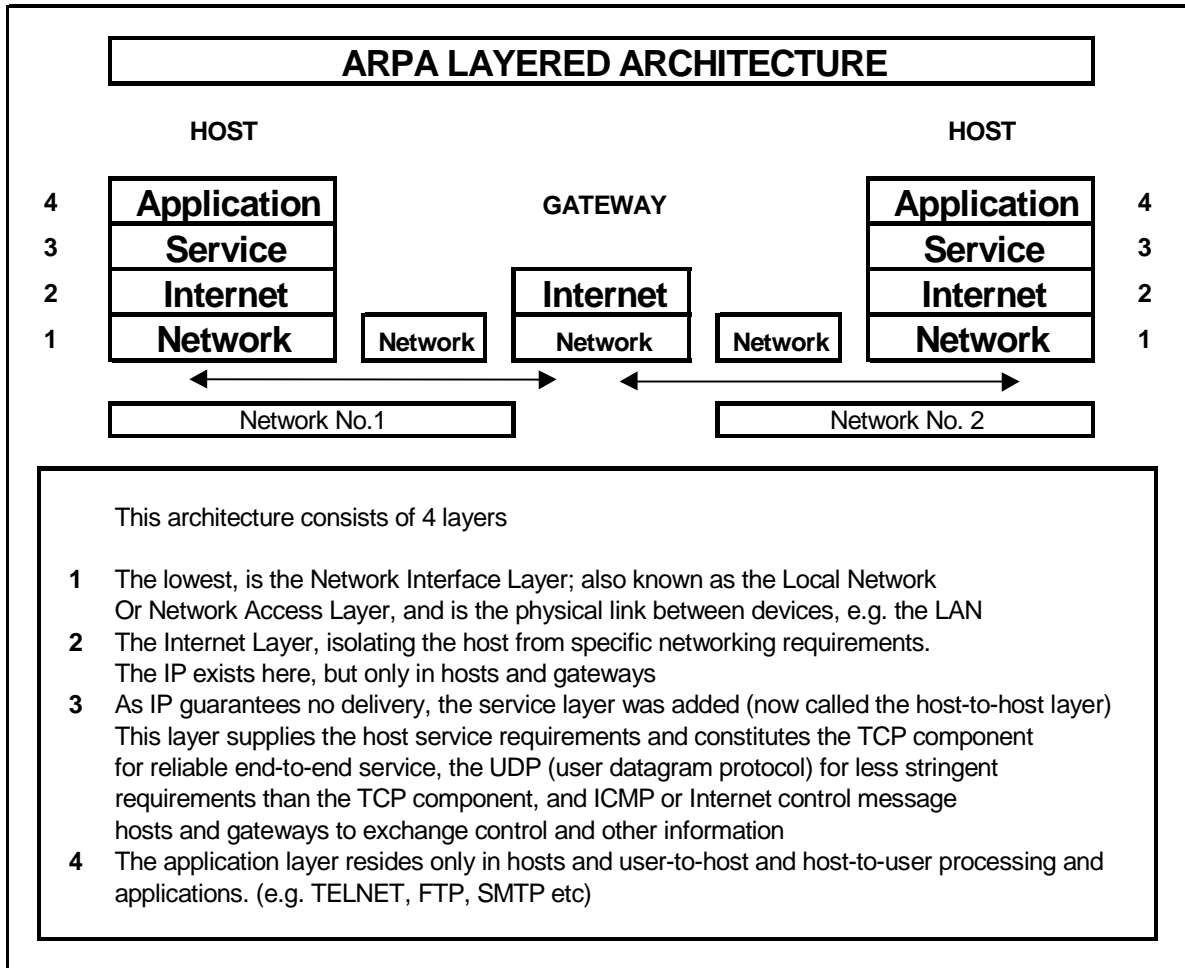 ARPA LAYERED ARCHITECTURE
HOST HOST
4 Application GATEWAY Application 4
3 Service Service 3
2 Internet Internet Internet 2
1 Network Network Network Network Network 1
Network No.1 Network No. 2
This architecture consists of 4 layers
1 The lowest, is the Network Interface Layer; also known as the Local Network
Or Network Access Layer, and is the physical link between devices, e.g. the LAN
2 The Internet Layer, isolating the host from specific networking requirements.
The IP exists here, but only in hosts and gateways
3 As IP guarantees no delivery, the service layer was added (now called the host-to-host layer)
This layer supplies the host service requirements and constitutes the TCP component
for reliable end-to-end service, the UDP (user datagram protocol) for less stringent
requirements than the TCP component, and ICMP or Internet control message
hosts and gateways to exchange control and other information
4 The application layer resides only in hosts and user-to-host and host-to-user processing and
applications. (e.g. TELNET, FTP, SMTP etc)